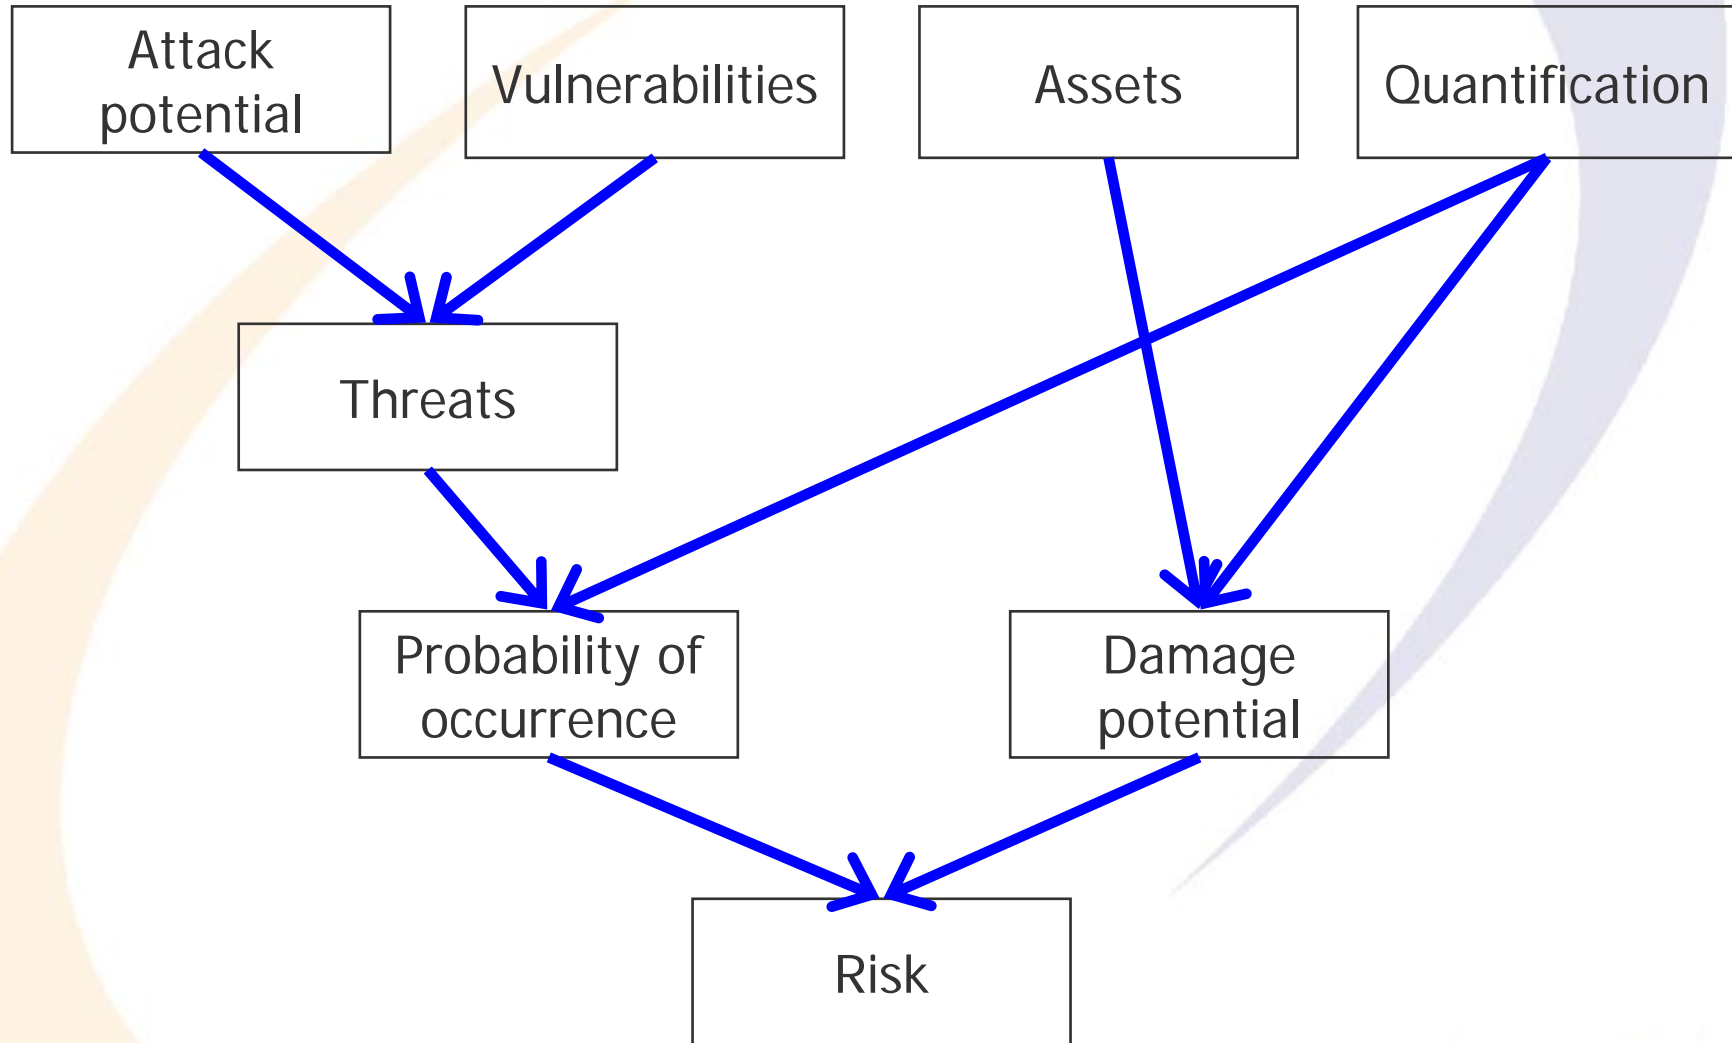 Attack
potential
Vulnerabilities
Assets
Quantification
Threats
Probability of
occurrence
Damage
potential
Risk